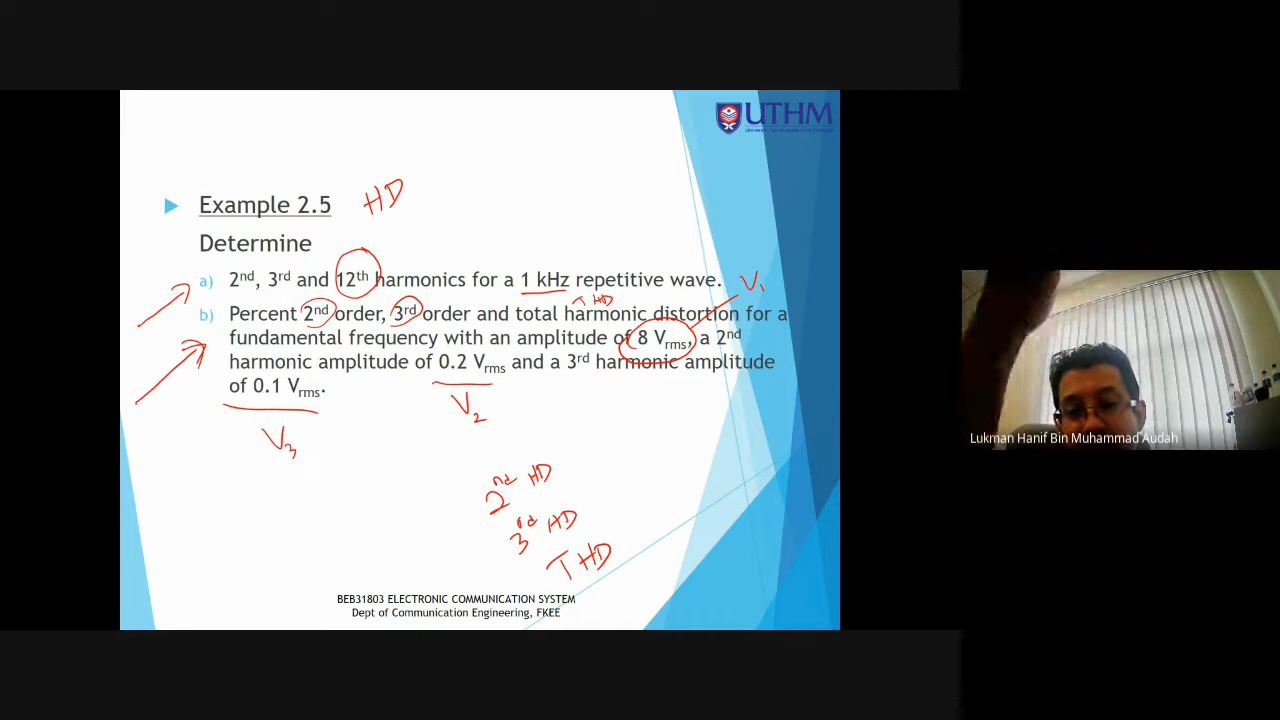 UTHM
Example 2.5 HD
Determine
a) 2nd, 3rd and 12th harmonics for a 1 kHz repetitive wave. V1
THD
b) Percent 2nd order, 3rd order and total harmonic distortion for a
fundamental frequency with an amplitude of 8 Vrms, a 2nd
harmonic amplitude of 0.2 Vrms and a 3rd harmonic amplitude
of 0.1 Vrms.
V2
V3
2nd HD
3rd HD
THD
BEB31803 ELECTRONIC COMMUNICATION SYSTEM
Dept of Communication Engineering, FKEE
Lukman Hanif Bin Muhammad Audah